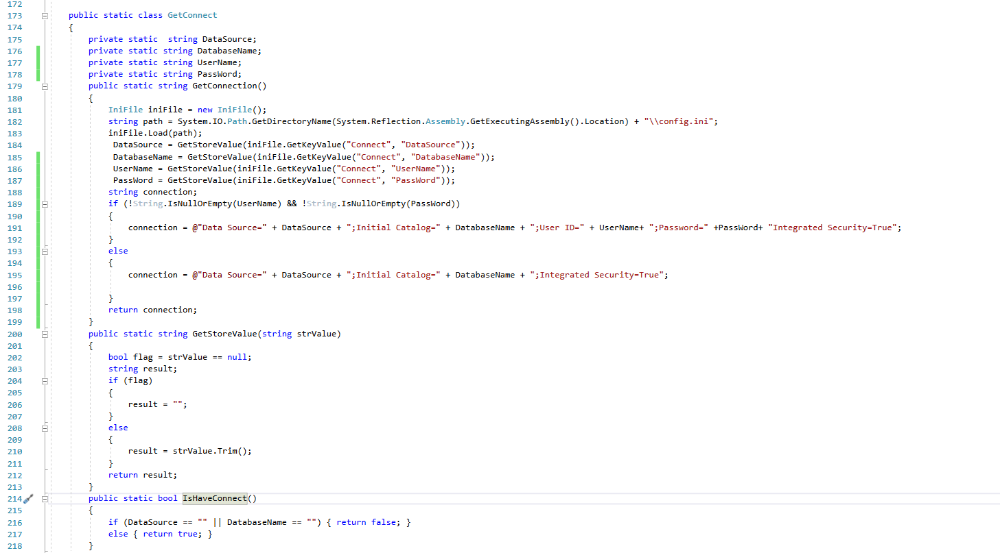 172
173 public static class GetConnect
174 {
175 private static  string DataSource;
176 private static string DatabaseName;
177 private static string UserName;
178 private static string PassWord;
179 public static string GetConnection()
180 {
181 IniFile iniFile = new IniFile();
182 string path = System.IO.Path.GetDirectoryName(System.Reflection.Assembly.GetExecutingAssembly().Location) + "\\config.ini";
183 iniFile.Load(path);
184 DataSource = GetStoreValue(iniFile.GetKeyValue("Connect", "DataSource"));
185 DatabaseName = GetStoreValue(iniFile.GetKeyValue("Connect", "DatabaseName"));
186 UserName = GetStoreValue(iniFile.GetKeyValue("Connect", "UserName"));
187 PassWord = GetStoreValue(iniFile.GetKeyValue("Connect", "PassWord"));
188 string connection;
189 if (!String.IsNullOrEmpty(UserName) && !String.IsNullOrEmpty(PassWord))
190 {
191 connection = @"Data Source=" + DataSource + ";Initial Catalog=" + DatabaseName + ";User ID=" + UserName+ ";Password=" +PassWord+ "Integrated Security=True";
192 }
193 else
194 {
195 connection = @"Data Source=" + DataSource + ";Initial Catalog=" + DatabaseName + ";Integrated Security=True";
196
197 }
198 return connection;
199 }
200 public static string GetStoreValue(string strValue)
201 {
202 bool flag = strValue == null;
203 string result;
204 if (flag)
205 {
206 result = "";
207 }
208 else
209 {
210 result = strValue.Trim();
211 }
212 return result;
213 }
214 public static bool IsHaveConnect()
215 {
216 if (DataSource == "" || DatabaseName == "") { return false; }
217 else { return true; }
218 }